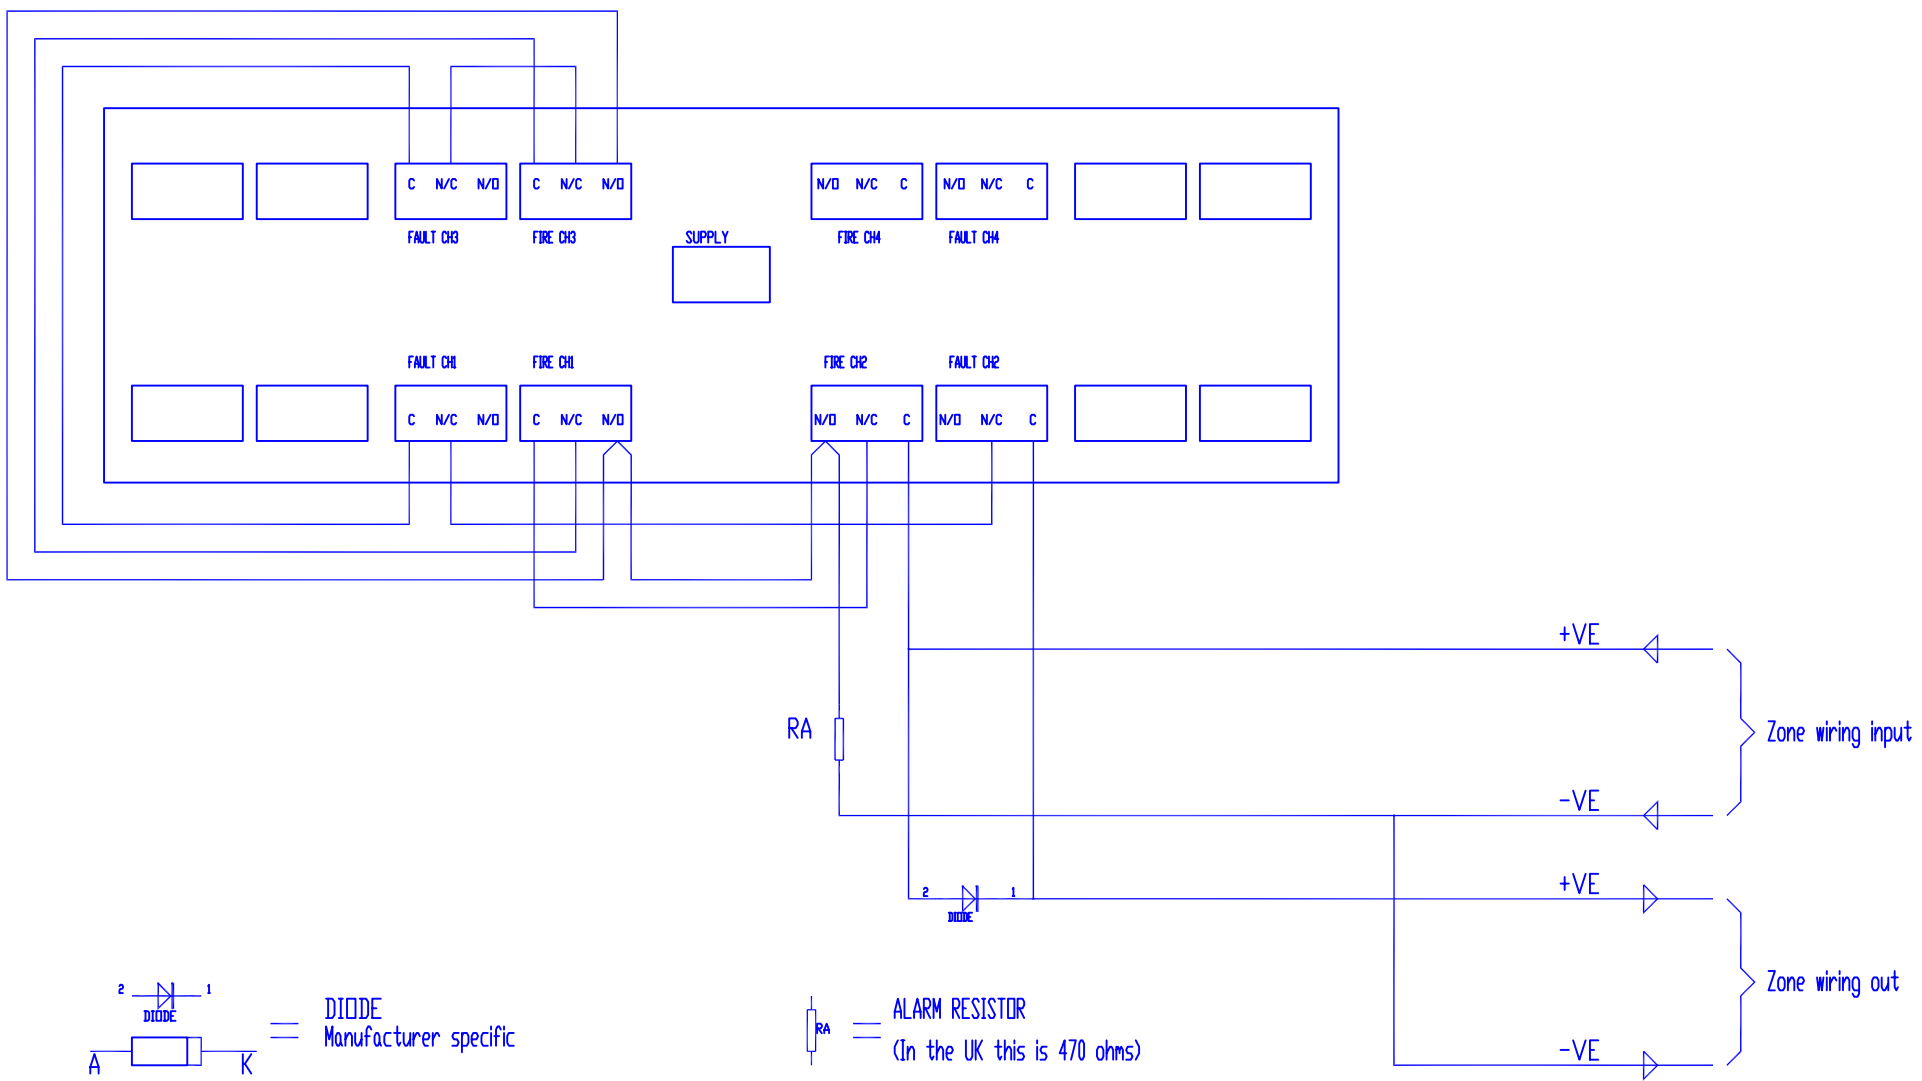 C N/C N/O
C N/C N/O
N/O N/C C
N/O N/C C
FAULT CH3
FIRE CH3
FIRE CH4
FAULT CH4
SUPPLY
FAULT CH1
FIRE CH1
FIRE CH2
FAULT CH2
C N/C N/O
C N/C N/O
N/O N/C C
N/O N/C C
+VE
RA
Zone wiring input
-VE
+VE
2
1
DIODE
Zone wiring out
-VE
2
1
DIODE
A
K
DIODE
Manufacturer specific
RA
ALARM RESISTOR
(In the UK this is 470 ohms)